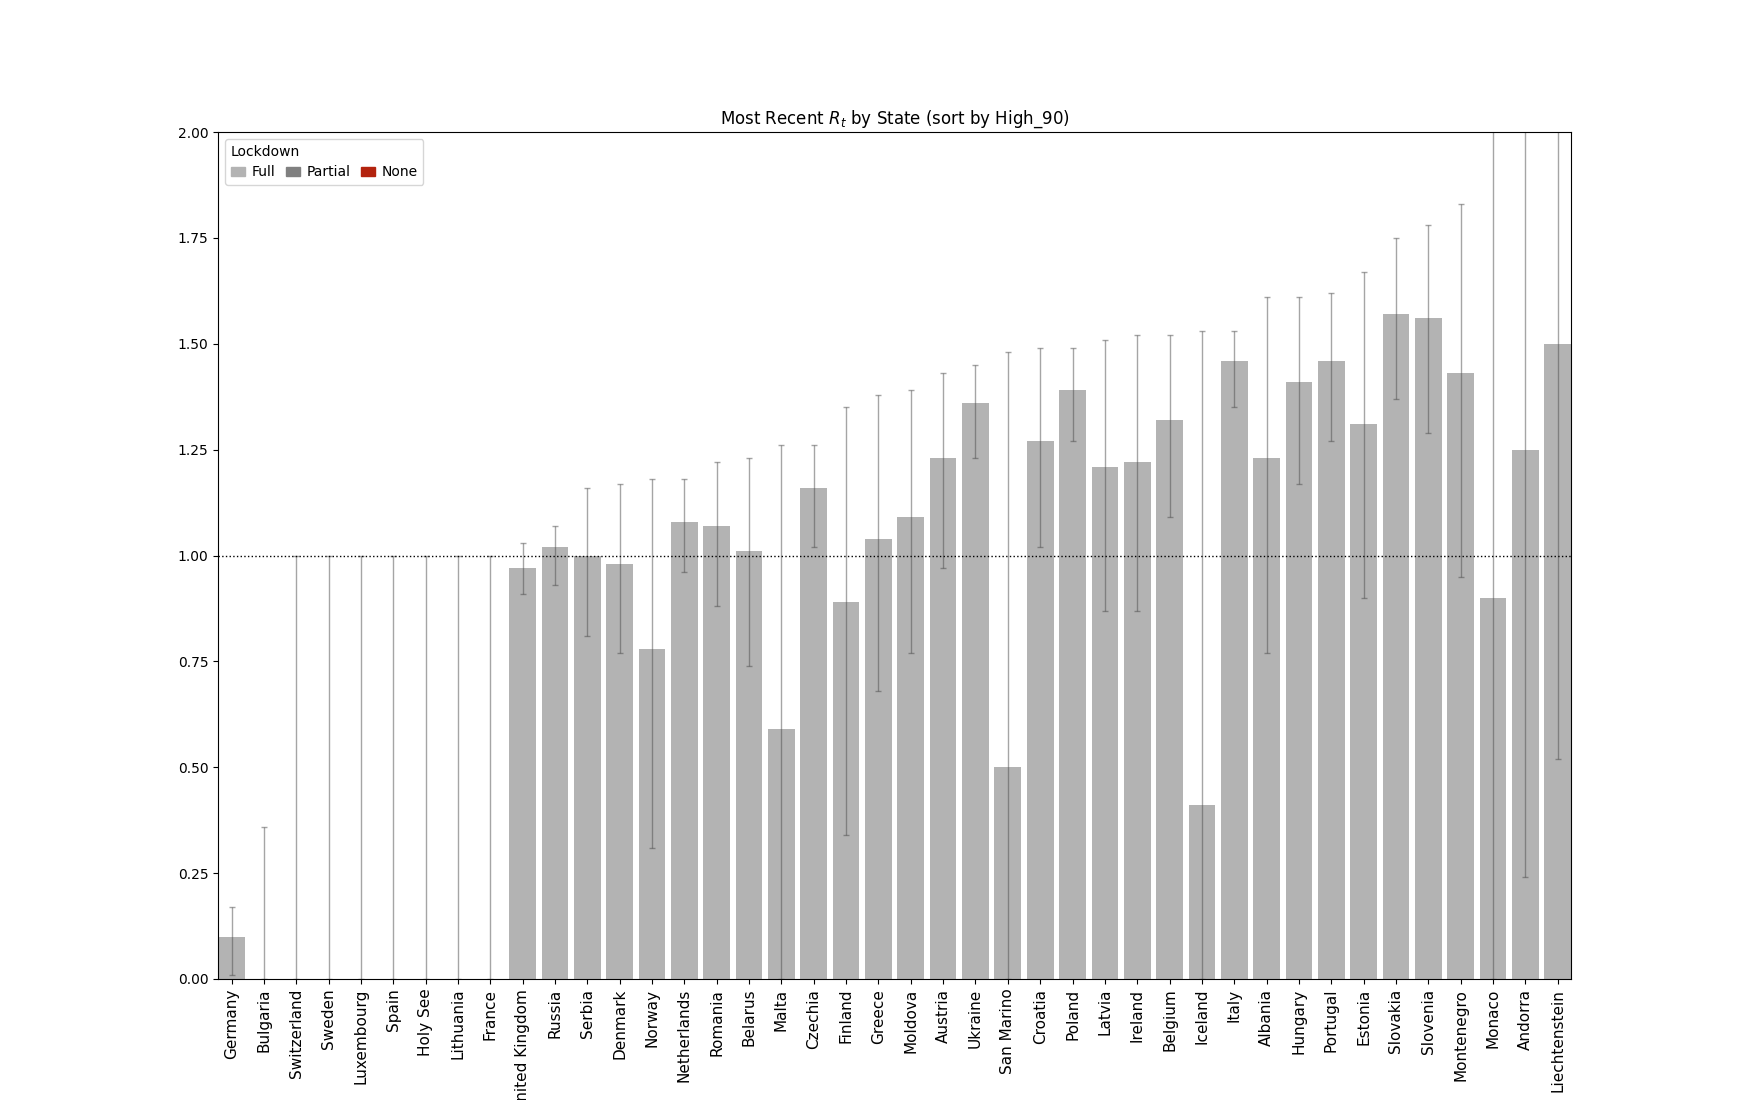 Most Recent R_t by State (sort by High_90)
Lockdown
Full Partial None
2.00
1.75
1.50
1.25
1.00
0.75
0.50
0.25
0.00
Germany
Bulgaria
Switzerland
Sweden
Luxembourg
Spain
Holy See
Lithuania
France
nited Kingdom
Russia
Serbia
Denmark
Norway
Netherlands
Romania
Belarus
Malta
Czechia
Finland
Greece
Moldova
Austria
Ukraine
San Marino
Croatia
Poland
Latvia
Ireland
Belgium
Iceland
Italy
Albania
Hungary
Portugal
Estonia
Slovakia
Slovenia
Montenegro
Monaco
Andorra
Liechtenstein